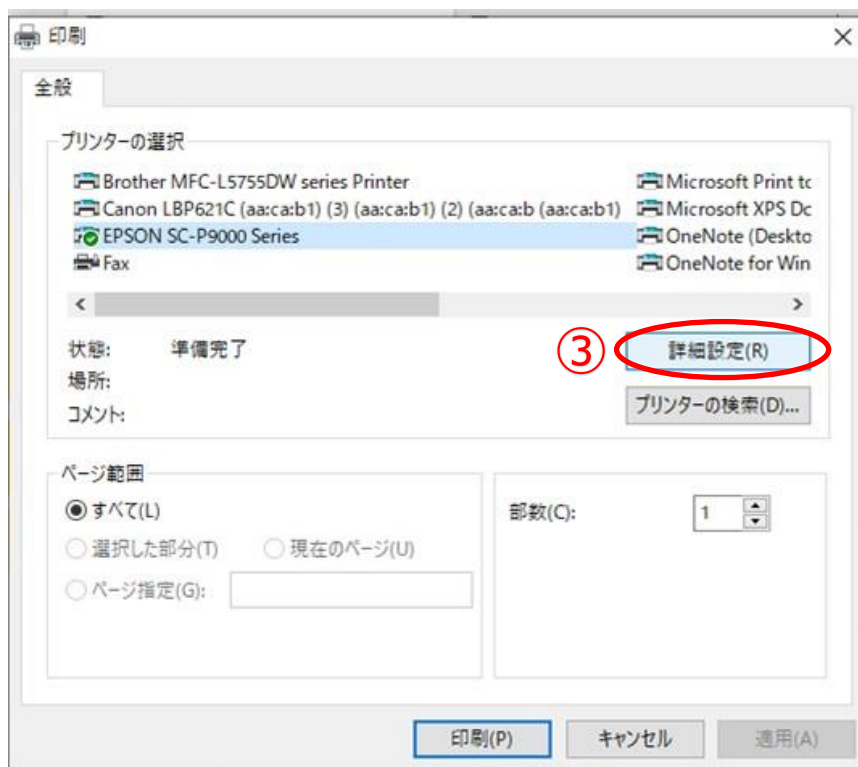 印刷
全般
プリンターの選択
Brother MFC-L5755DW series Printer
Microsoft Print tc
Canon LBP621C (aa:ca:b1) (3) (aa:ca:b1) (2) (aa:ca:b (aa:ca:b1)
Microsoft XPS Dc
EPSON SC-P9000 Series
OneNote (Deskto
Fax
OneNote for Win
状態: 準備完了
③ 詳細設定(R)
場所:
プリンターの検索(D)...
コメント:
ページ範囲
すべて(L)
部数(C): 1
選択した部分(T) 現在のページ(U)
ページ指定(G):
印刷(P) キャンセル 適用(A)